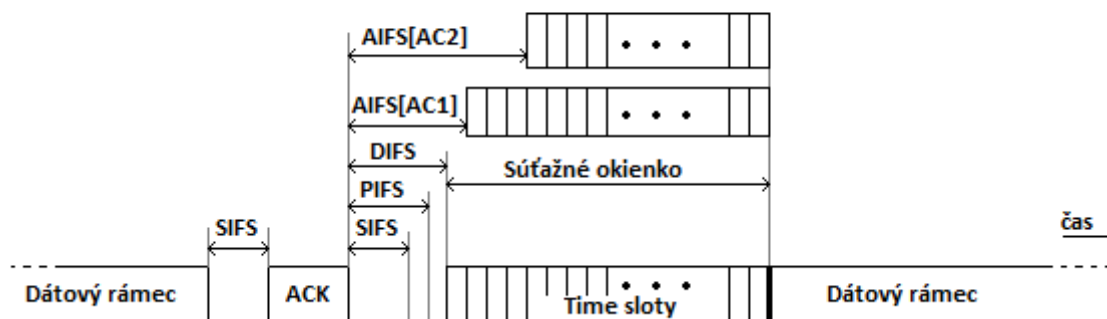 AIFS[AC2]
AIFS[AC1]
DIFS
Súťažné okienko
PIFS
SIFS
SIFS
čas
Dátový rámec
ACK
Time sloty
Dátový rámec